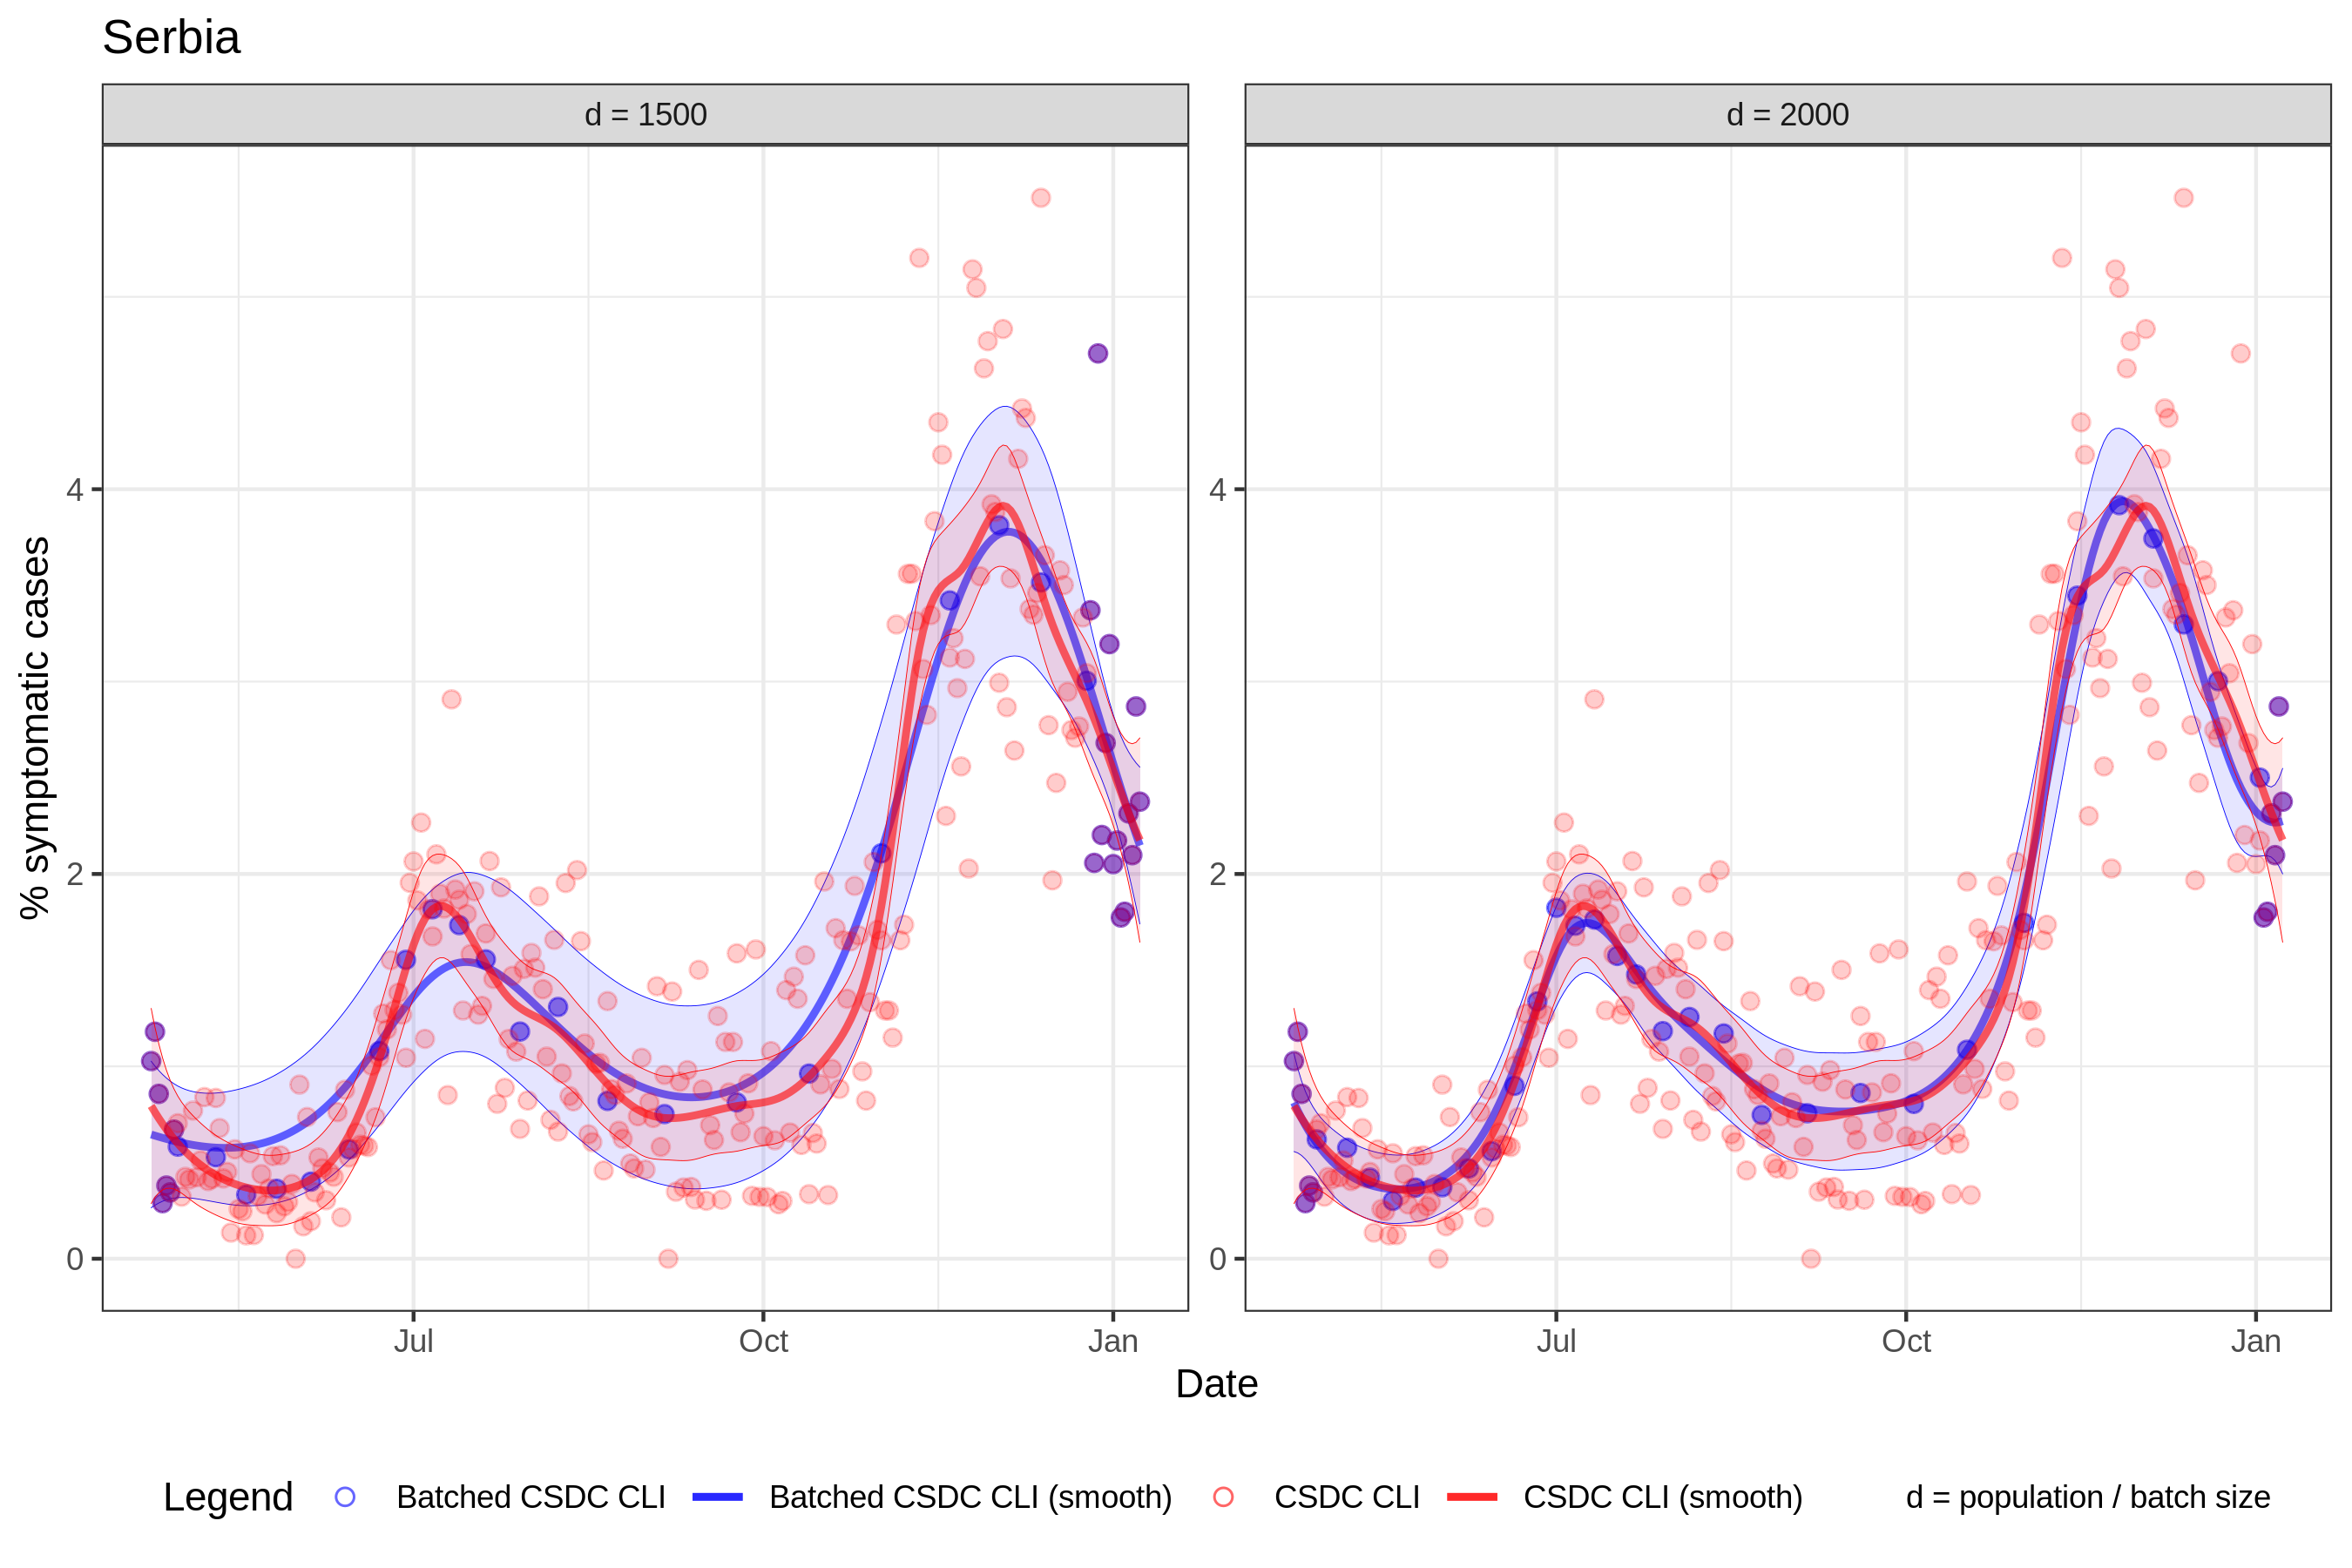 Serbia
d = 1500
d = 2000
% symptomatic cases
4
2
0
4
2
0
Jul
Oct
Jan
Jul
Oct
Jan
Date
Legend Batched CSDC CLI Batched CSDC CLI (smooth) CSDC CLI CSDC CLI (smooth) d = population / batch size